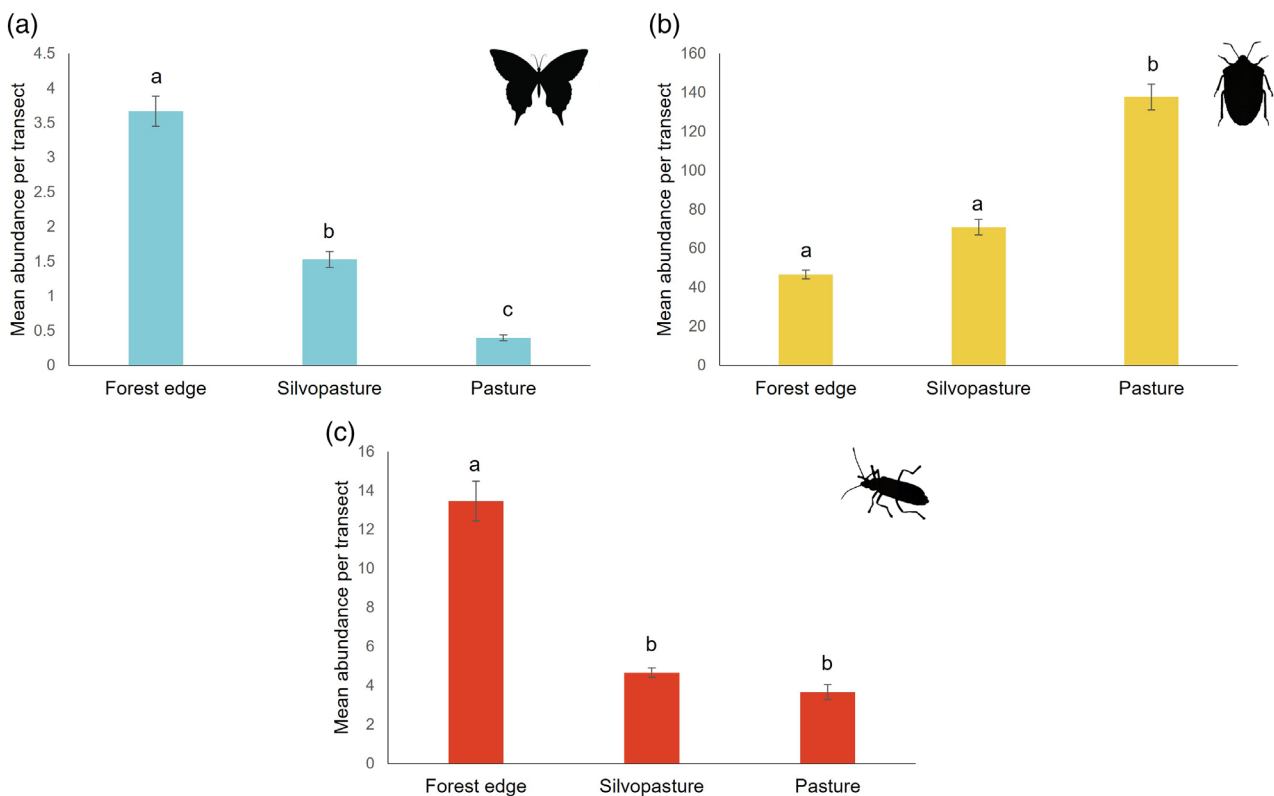 (a)
Mean abundance per transect
4.5
4
3.5
3
2.5
2
1.5
1
0.5
0
a
b
c
Forest edge Silvopasture Pasture
(b)
Mean abundance per transect
160
140
120
100
80
60
40
20
0
a
a
b
Forest edge Silvopasture Pasture
(c)
Mean abundance per transect
16
14
12
10
8
6
4
2
0
a
b
b
Forest edge Silvopasture Pasture